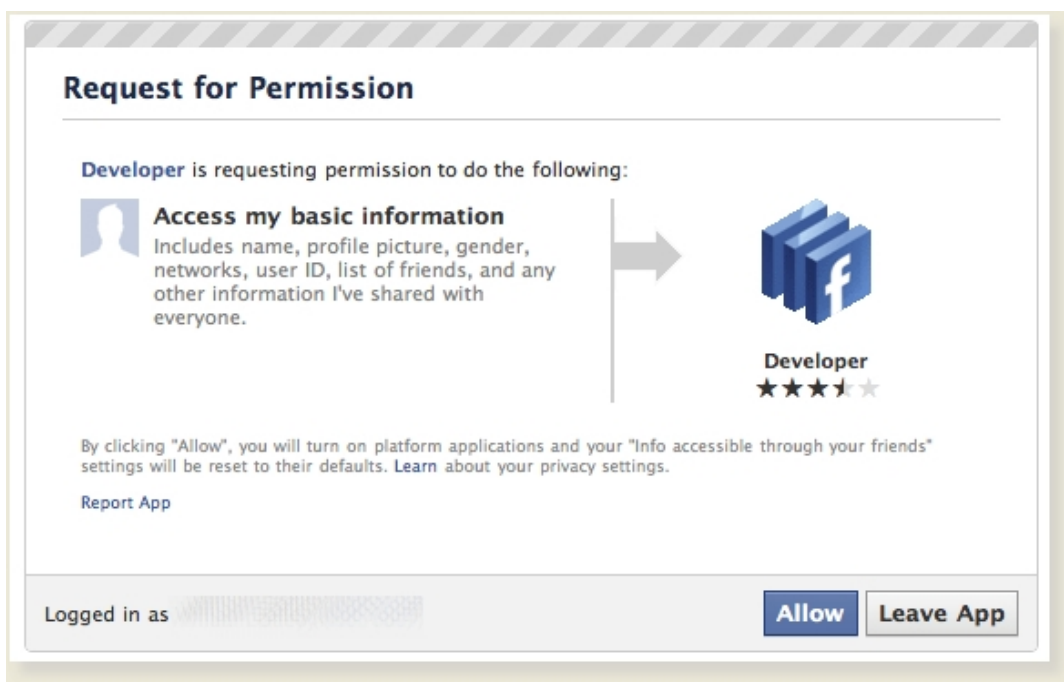 Request for Permission
Developer is requesting permission to do the following:
Access my basic information
Includes name, profile picture, gender,
networks, user ID, list of friends, and any
other information I've shared with
everyone.
Developer
By clicking "Allow", you will turn on platform applications and your "Info accessible through your friends"
settings will be reset to their defaults. Learn about your privacy settings.
Report App
Logged in as
Allow
Leave App